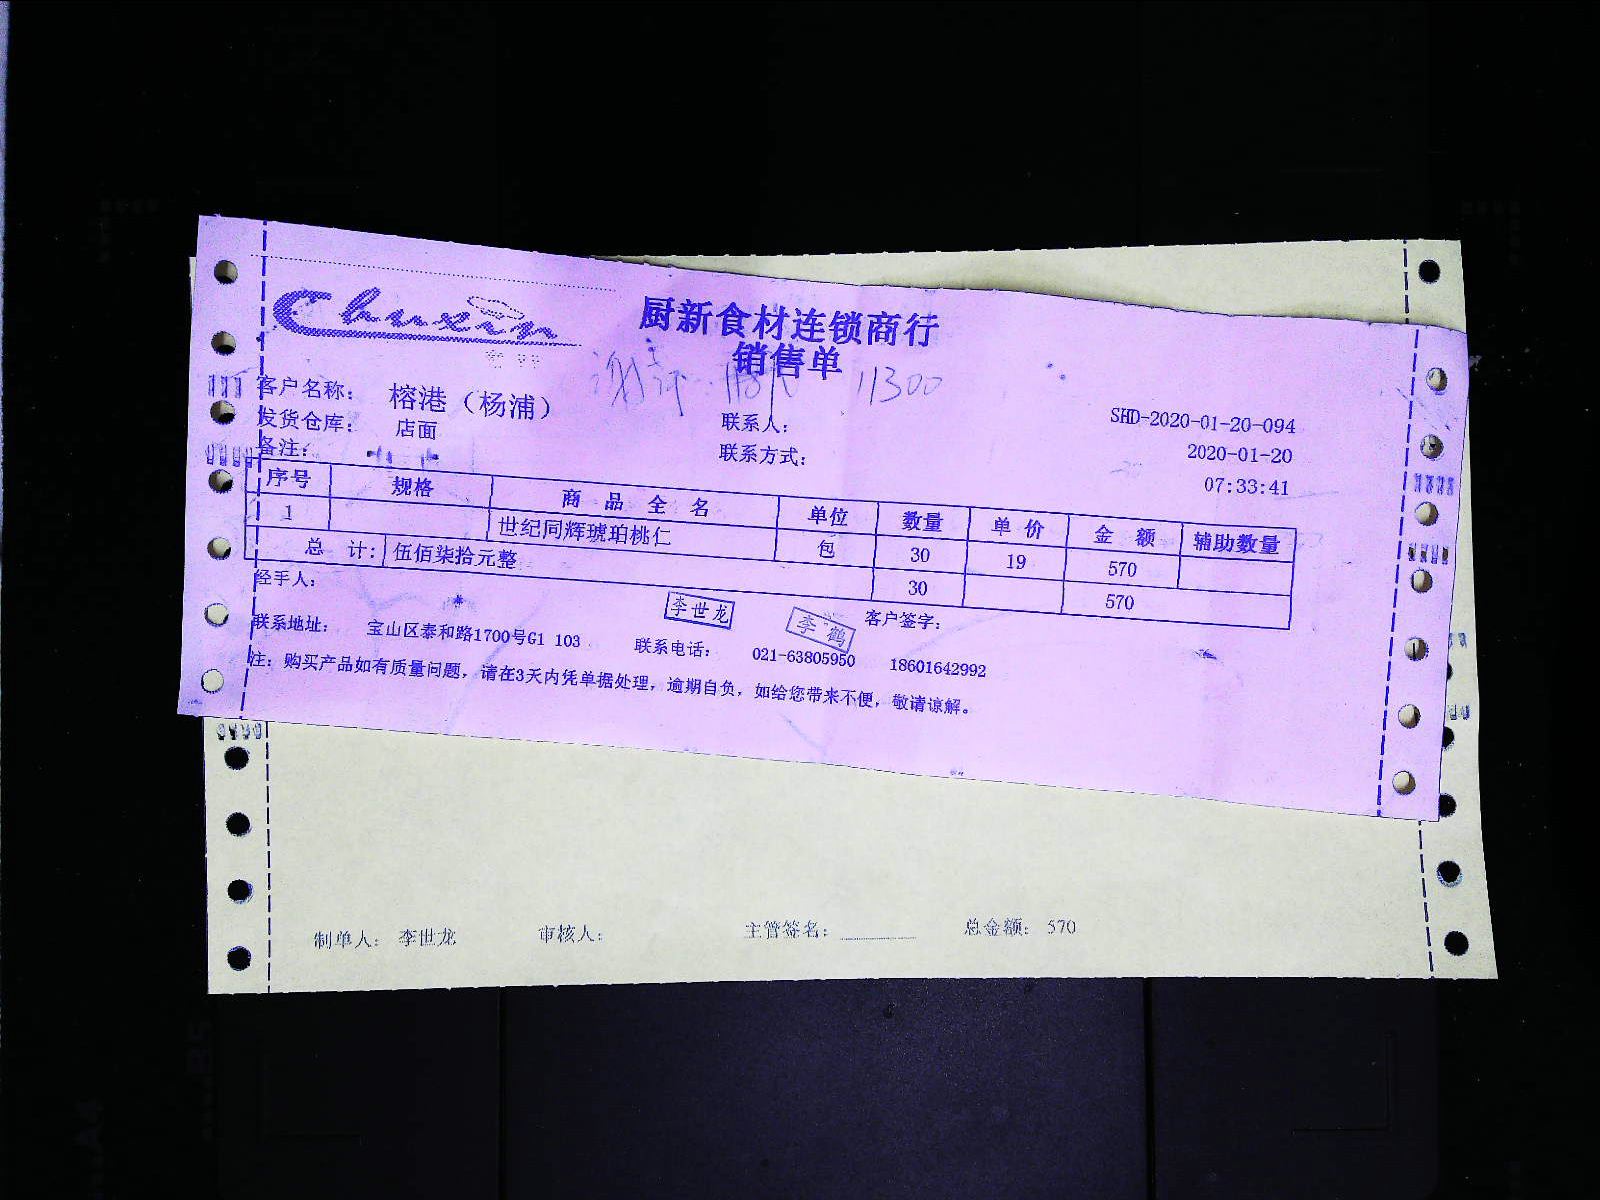 Chuxin
厨新食材连锁商行
销售单
11300
客户名称： 榕港（杨浦）
联系人：
SHD-2020-01-20-094
发货仓库： 店面
联系方式：
2020-01-20
备注：
07:33:41
序号 规格 商品全名 单位 数量 单价 金额 辅助数量
1 世纪同辉琥珀桃仁 包 30 19 570
总计： 伍佰柒拾元整 30 570
经手人： 李世龙 李鹤 客户签字：
联系地址： 宝山区泰和路1700号G1 103 联系电话： 021-63805950 18601642992
注：购买产品如有质量问题，请在3天内凭单据处理，逾期自负，如给您带来不便，敬请谅解。
制单人： 李世龙 审核人： 主管签名： 总金额： 570